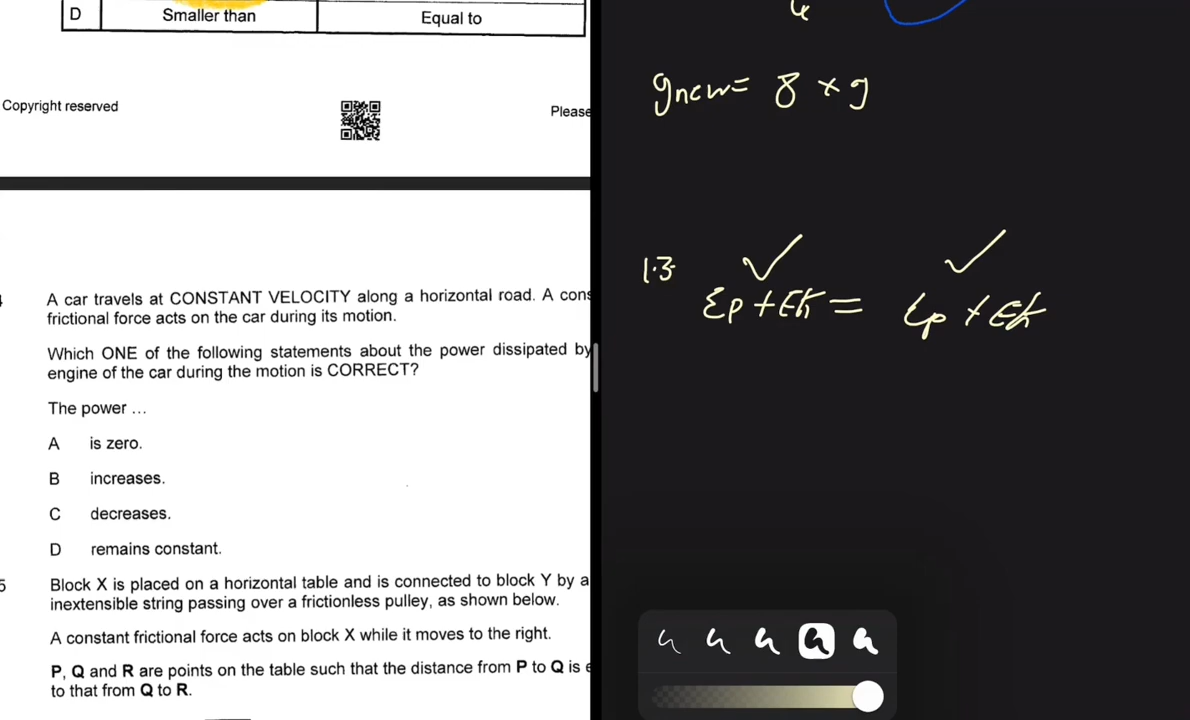 D Smaller than Equal to
Copyright reserved
Please
A car travels at CONSTANT VELOCITY along a horizontal road. A cons
frictional force acts on the car during its motion.
Which ONE of the following statements about the power dissipated by
engine of the car during the motion is CORRECT?
The power ...
A is zero.
B increases.
C decreases.
D remains constant.
5 Block X is placed on a horizontal table and is connected to block Y by a
inextensible string passing over a frictionless pulley, as shown below.
A constant frictional force acts on block X while it moves to the right.
P, Q and R are points on the table such that the distance from P to Q is e
to that from Q to R.
gnew= 8 × g
1.3 ✓ ✓
Ep + EK = Ep + Ek